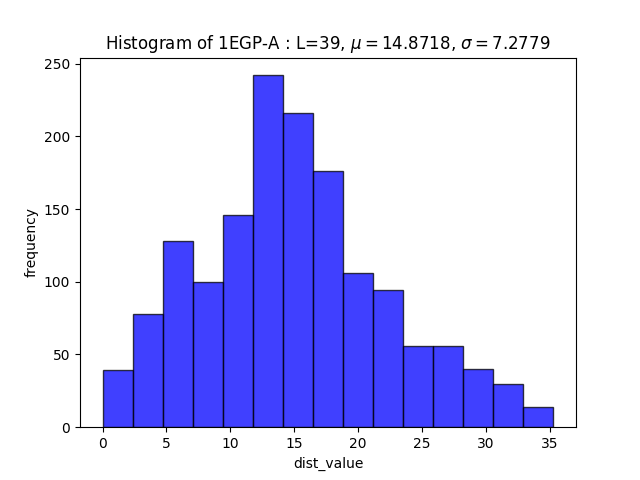 Histogram of 1EGP-A : L=39, μ = 14.8718, σ = 7.2779
250
200
150
100
50
0
frequency
0 5 10 15 20 25 30 35
dist_value